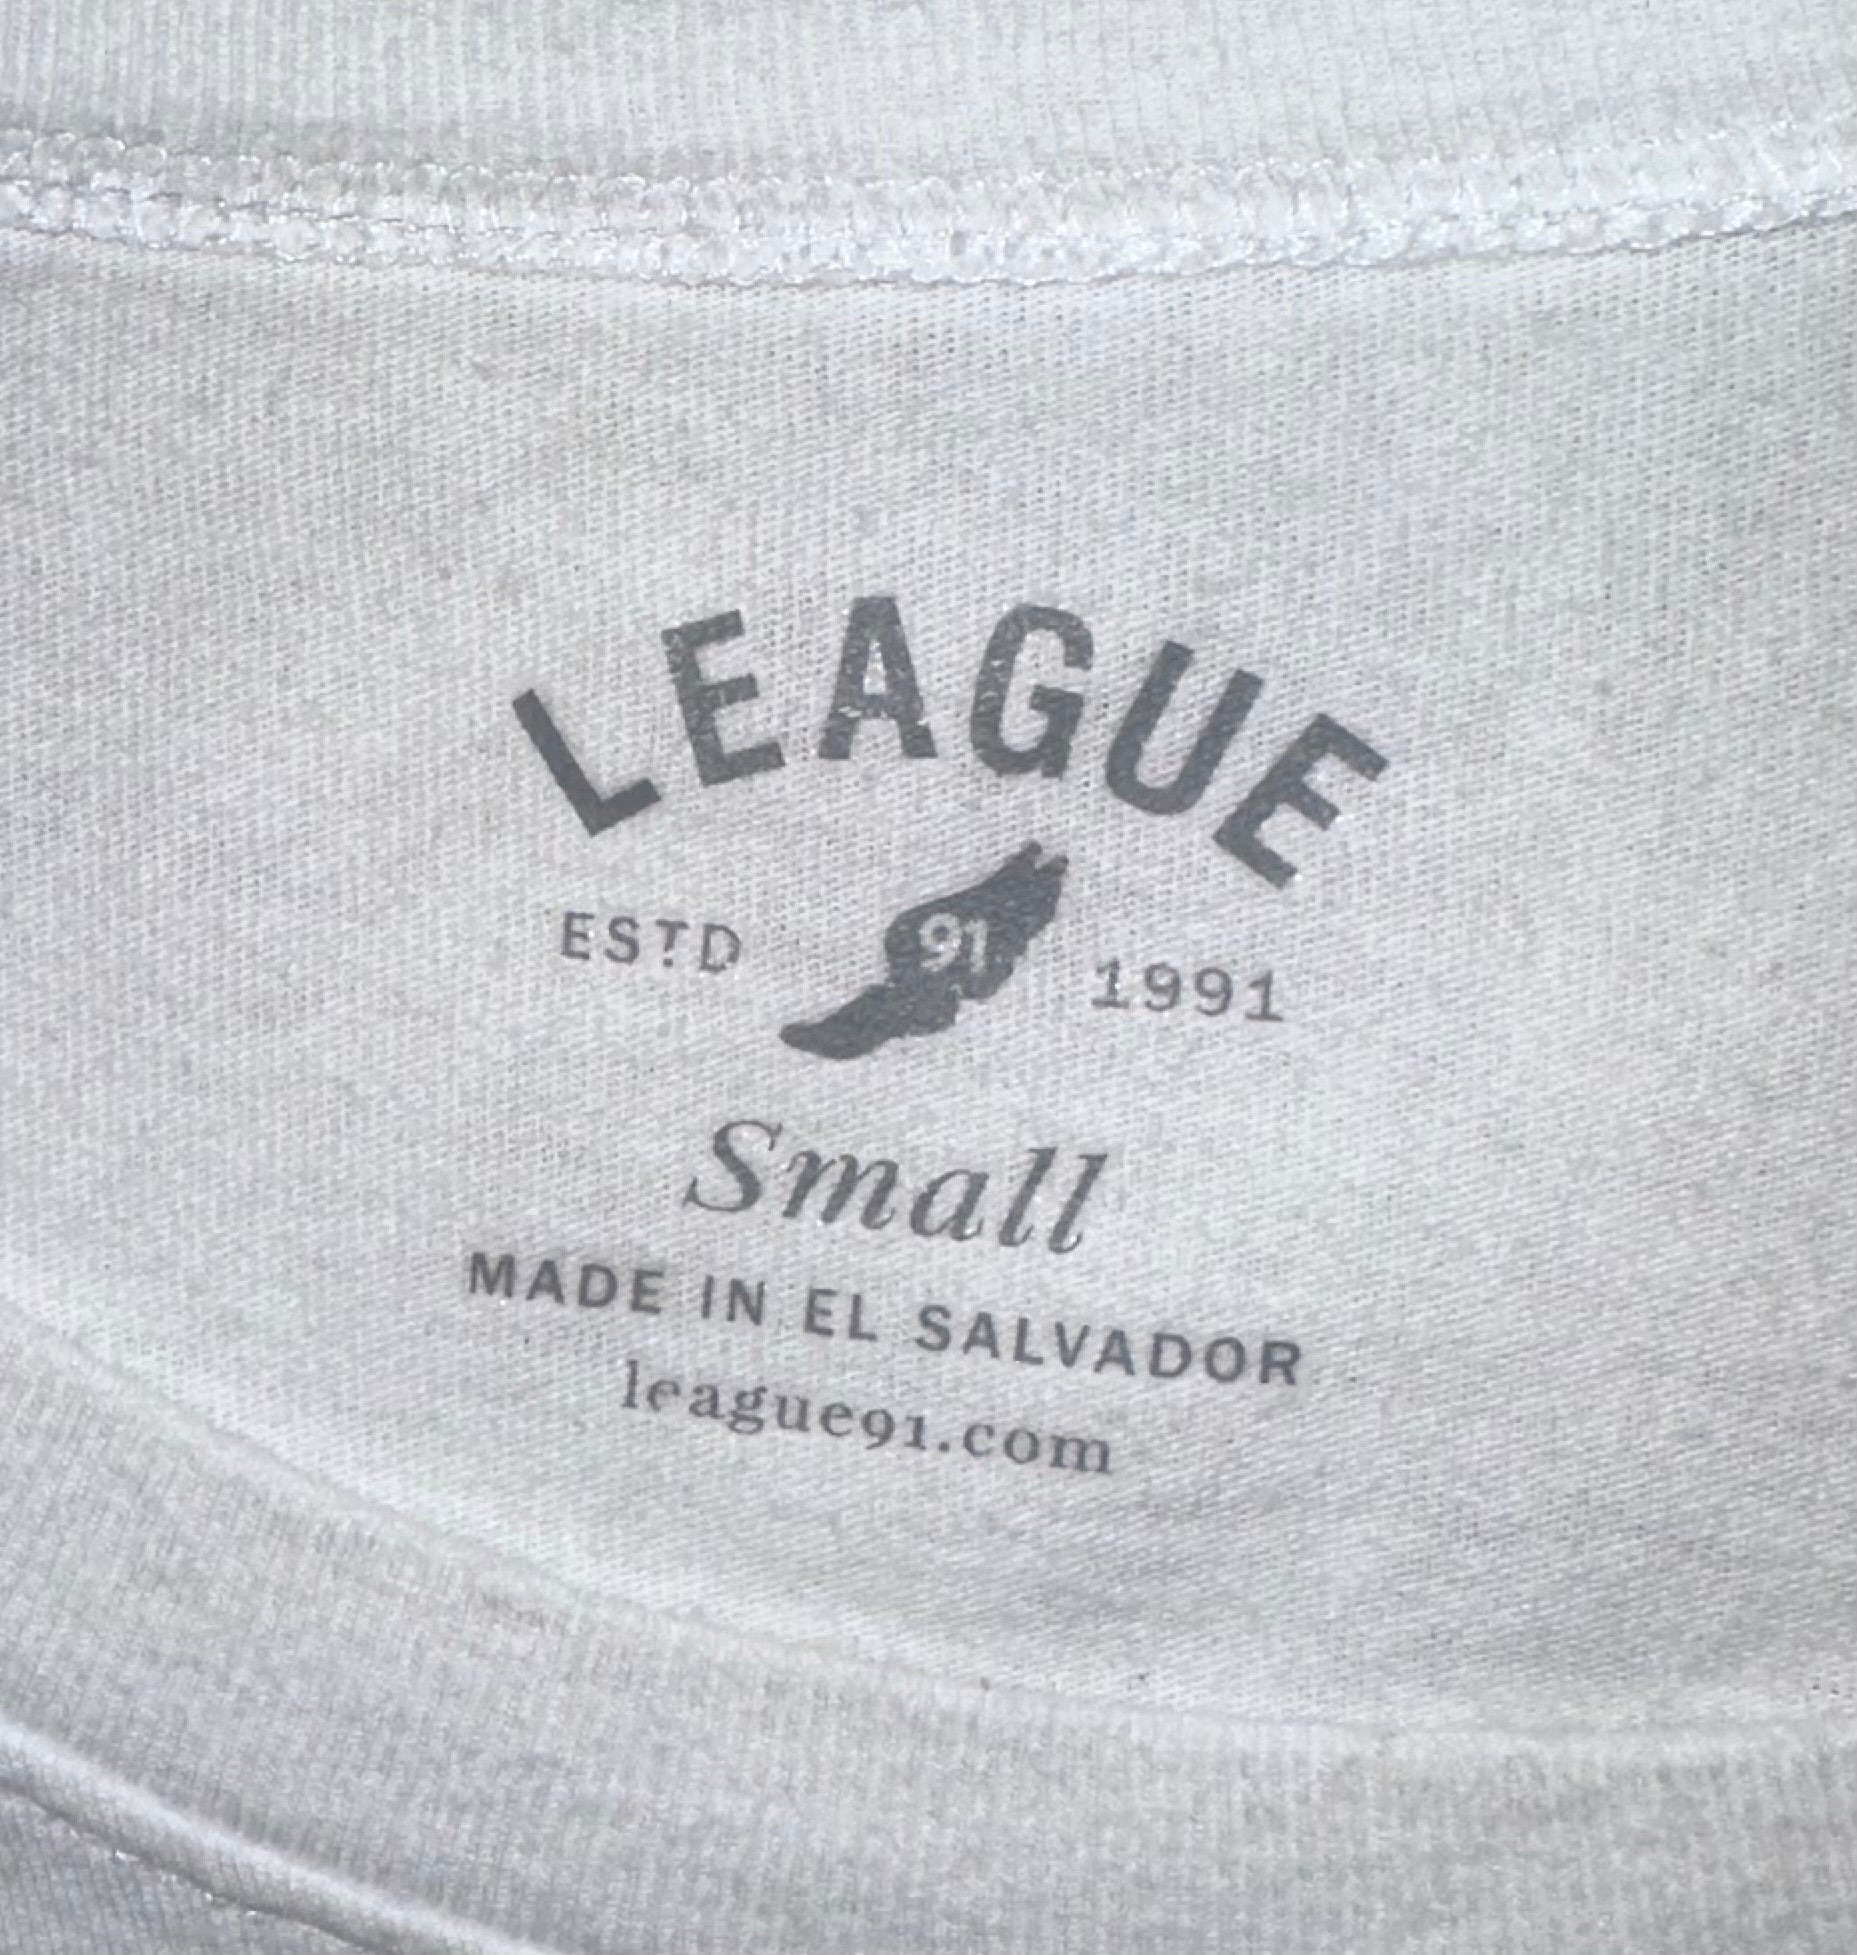 LEAGUE
ESTD 91 1991
Small
MADE IN EL SALVADOR
league91.com